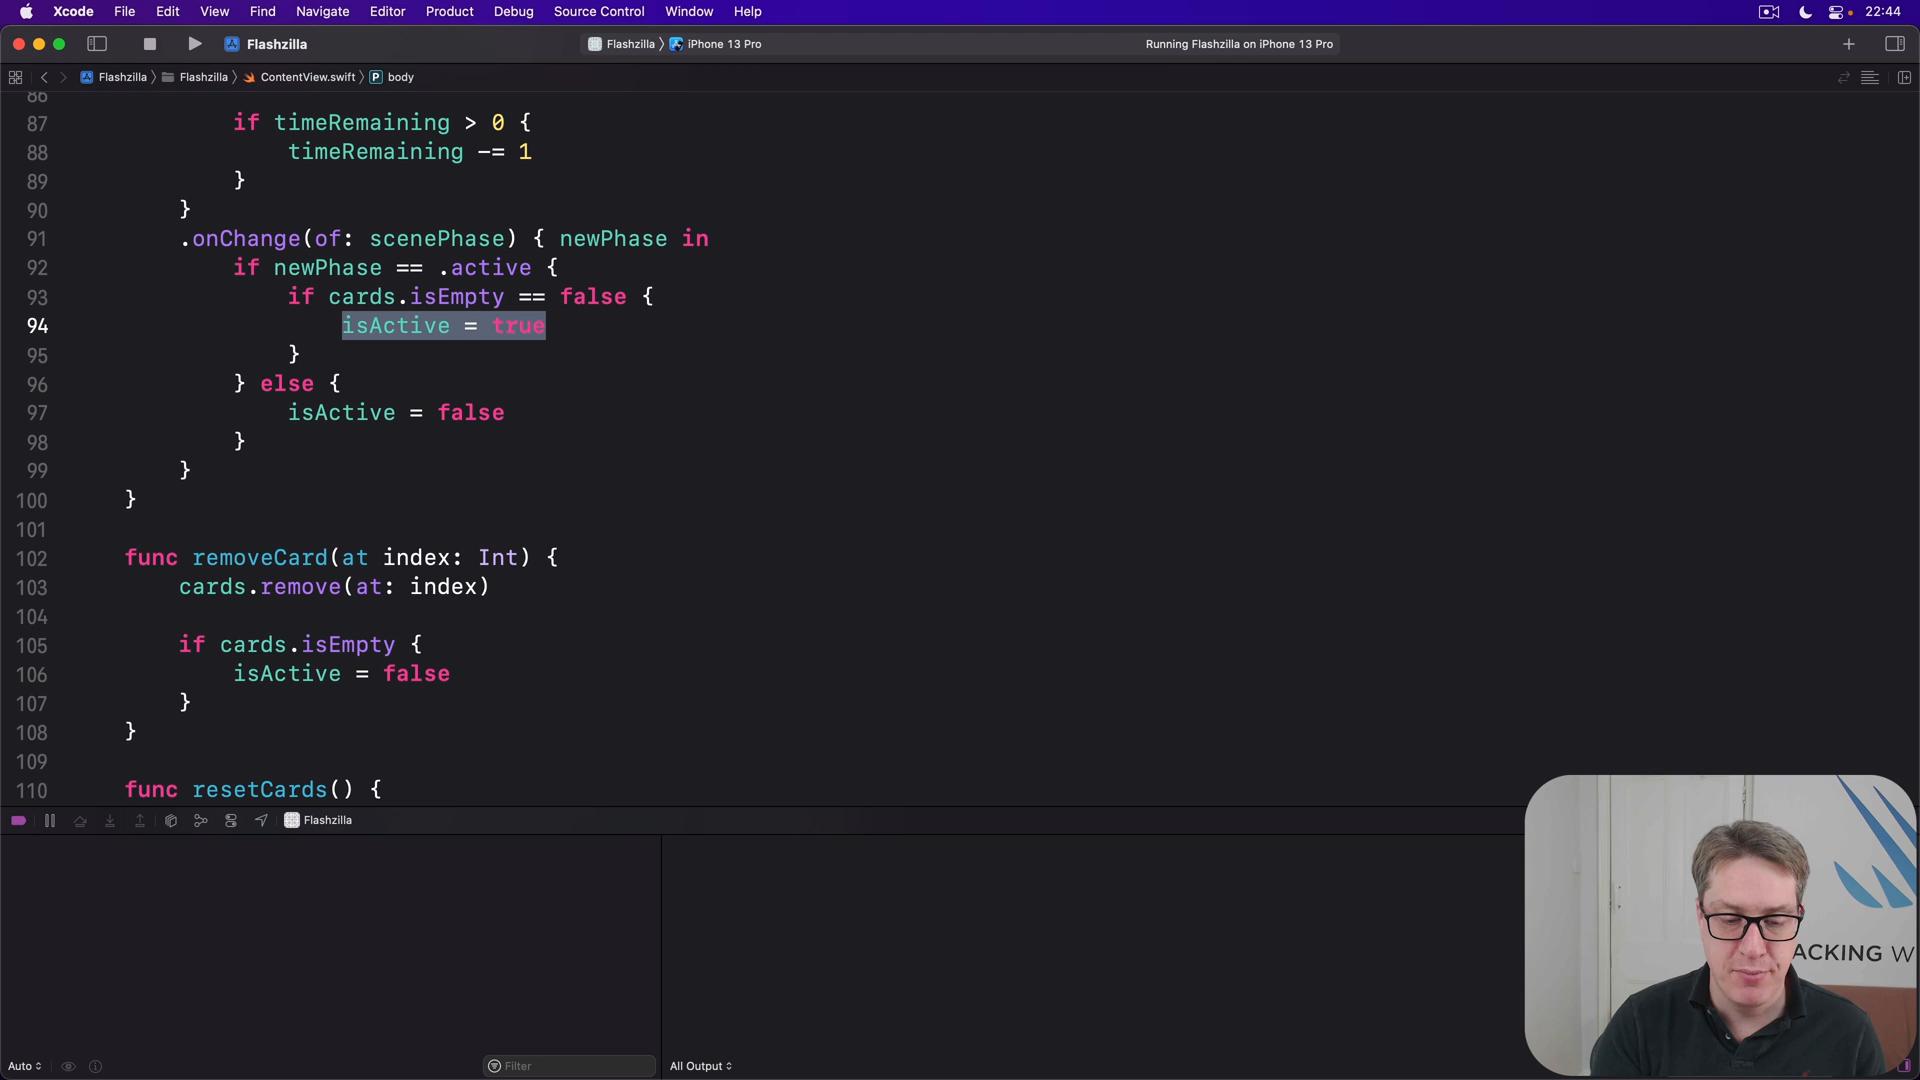 Xcode File Edit View Find Navigate Editor Product Debug Source Control Window Help 22:44
Flashzilla Flashzilla iPhone 13 Pro Running Flashzilla on iPhone 13 Pro
Flashzilla Flashzilla ContentView.swift P body
86
87 if timeRemaining > 0 {
88 timeRemaining -= 1
89 }
90 }
91 .onChange(of: scenePhase) { newPhase in
92 if newPhase == .active {
93 if cards.isEmpty == false {
94 isActive = true
95 }
96 } else {
97 isActive = false
98 }
99 }
100 }
101
102 func removeCard(at index: Int) {
103 cards.remove(at: index)
104
105 if cards.isEmpty {
106 isActive = false
107 }
108 }
109
110 func resetCards() {
Flashzilla
ACKING W
Auto Filter All Output